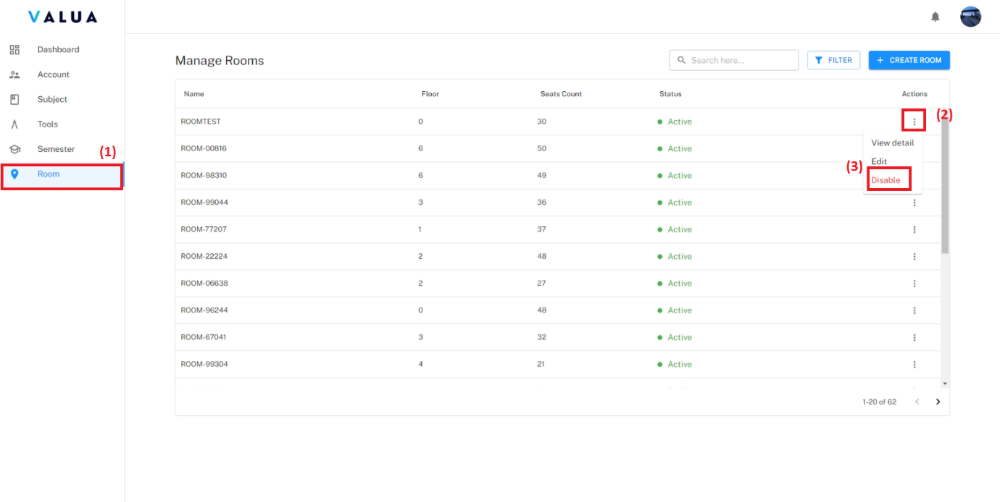 VALUA
Dashboard
Account
Subject
Tools
Semester
(1)
Room
Manage Rooms
Search here...
FILTER
+ CREATE ROOM
Name Floor Seats Count Status Actions
ROOMTEST 0 30 Active
(2)
View detail
Edit
(3)
Disable
ROOM-00816 6 50 Active
ROOM-98310 6 49 Active
ROOM-99044 3 36 Active
ROOM-77207 1 37 Active
ROOM-22224 2 48 Active
ROOM-06638 2 27 Active
ROOM-96244 0 48 Active
ROOM-67041 3 32 Active
ROOM-99304 4 21 Active
1-20 of 62